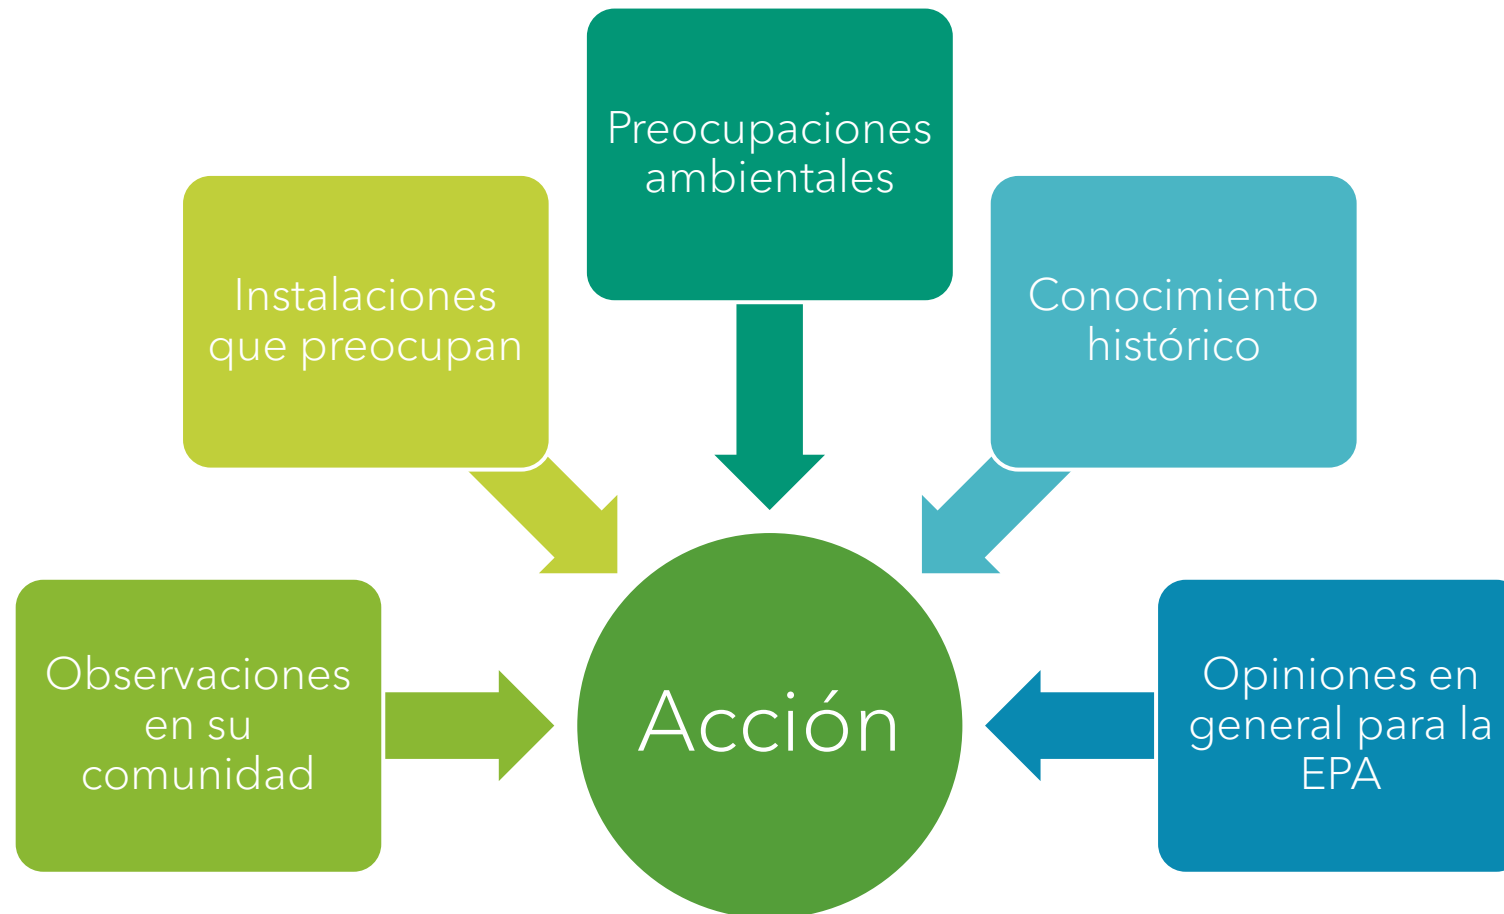 Preocupaciones
ambientales
Instalaciones
que preocupan
Conocimiento
histórico
Observaciones
en su
comunidad
Acción
Opiniones en
general para la
EPA